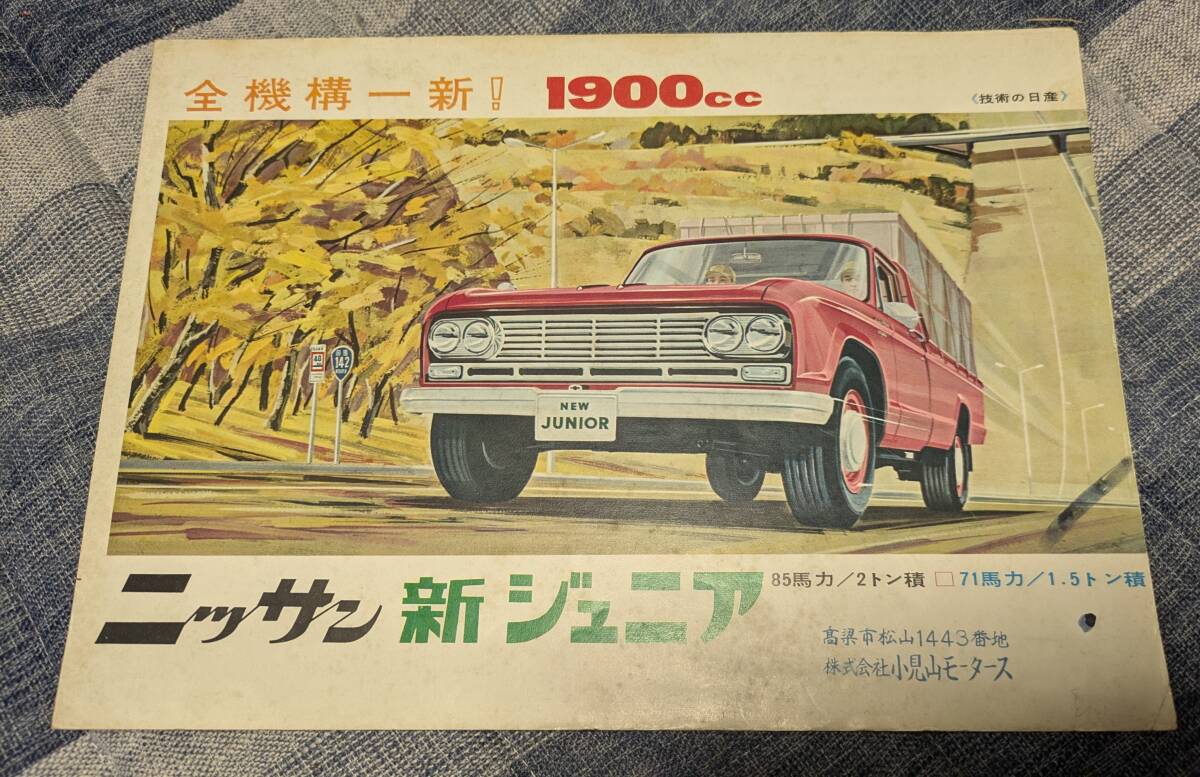 全機構一新! 1900cc
《技術の日産》
142
NEW
JUNIOR
ニッサン 新 ジュニア
85馬力/2トン積 □ 71馬力/1.5トン積
高梁市松山1443番地
株式会社小見山モータース